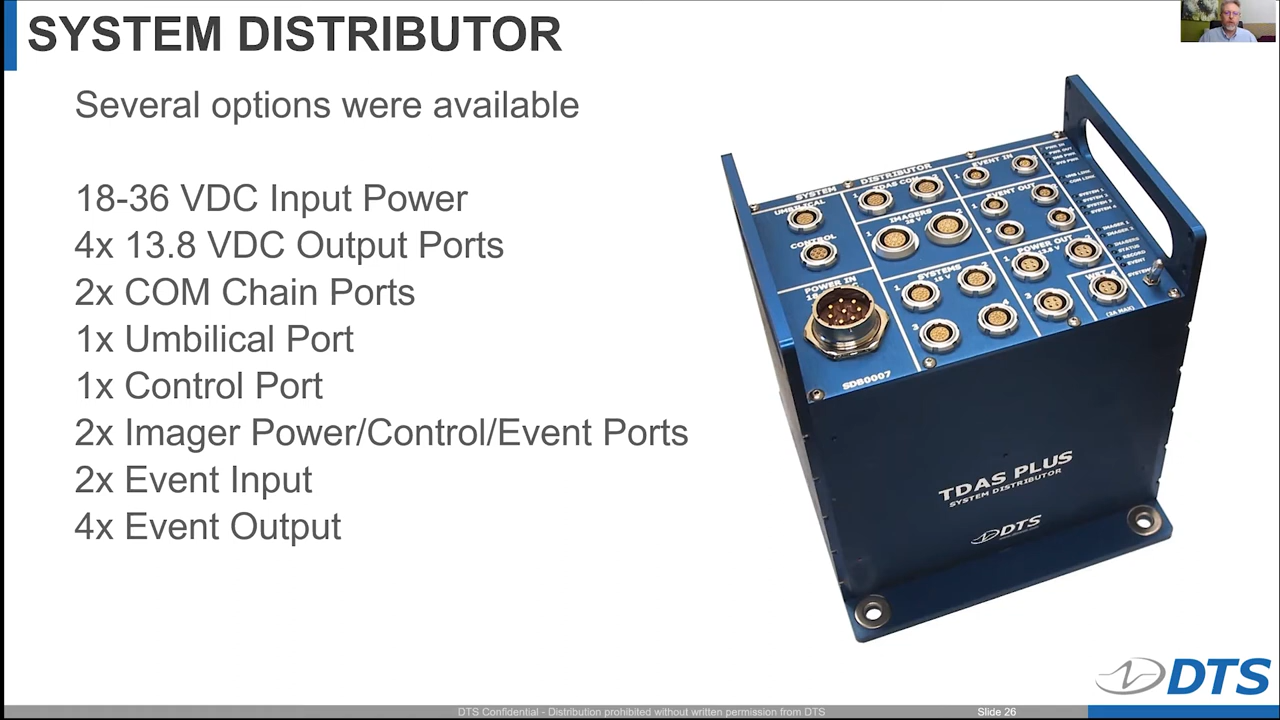 SYSTEM DISTRIBUTOR
Several options were available
18-36 VDC Input Power
4x 13.8 VDC Output Ports
2x COM Chain Ports
1x Umbilical Port
1x Control Port
2x Imager Power/Control/Event Ports
2x Event Input
4x Event Output
SYSTEM DISTRIBUTOR
UMBILICAL
TDAS COM
EVENT IN
EVENT OUT
CONTROL
IMAGERS
SYSTEMS
POWER OUT
POWER IN
SDB0007
TDAS PLUS
SYSTEM DISTRIBUTOR
DTS
DTS
DTS Confidential - Distribution prohibited without written permission from DTS
Slide 26